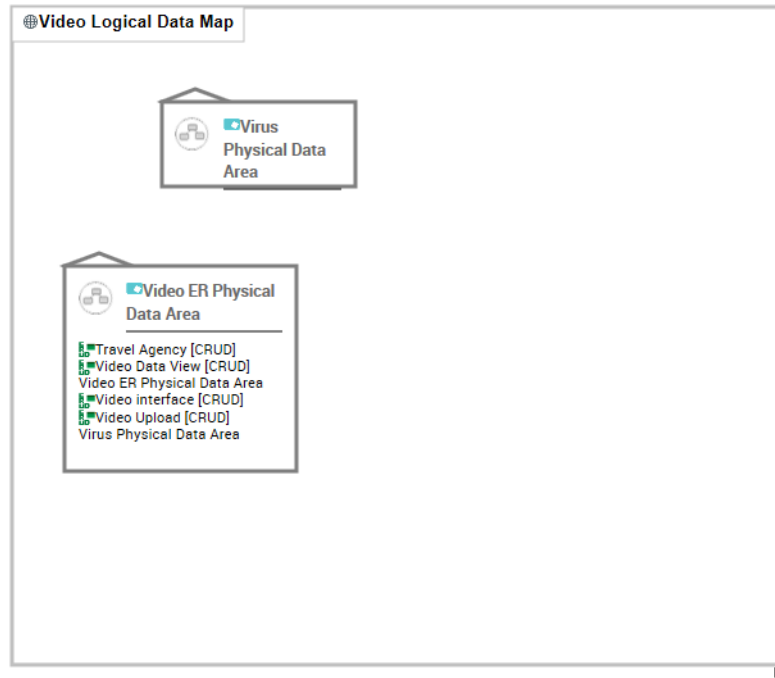 Video Logical Data Map
Virus
Physical Data
Area
Video ER Physical
Data Area
Travel Agency [CRUD]
Video Data View [CRUD]
Video ER Physical Data Area
Video interface [CRUD]
Video Upload [CRUD]
Virus Physical Data Area